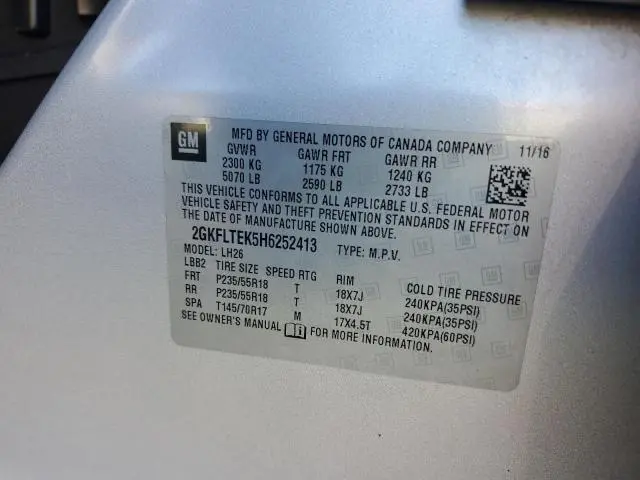 GM
MFD BY GENERAL MOTORS OF CANADA COMPANY 11/16
GVWR GAWR FRT GAWR RR
2300 KG 1175 KG 1240 KG
5070 LB 2590 LB 2733 LB
THIS VEHICLE CONFORMS TO ALL APPLICABLE U.S. FEDERAL MOTOR
VEHICLE SAFETY AND THEFT PREVENTION STANDARDS IN EFFECT ON
THE DATE OF MANUFACTURE SHOWN ABOVE.
2GKFLTEK5H6252413 TYPE: M.P.V.
MODEL: LH26
LBB2 TIRE SIZE SPEED RTG RIM COLD TIRE PRESSURE
FRT P235/55R18 T 18X7J 240KPA(35PSI)
RR P235/55R18 T 18X7J 240KPA(35PSI)
SPA T145/70R17 M 17X4.5T 420KPA(60PSI)
SEE OWNER'S MANUAL FOR MORE INFORMATION.